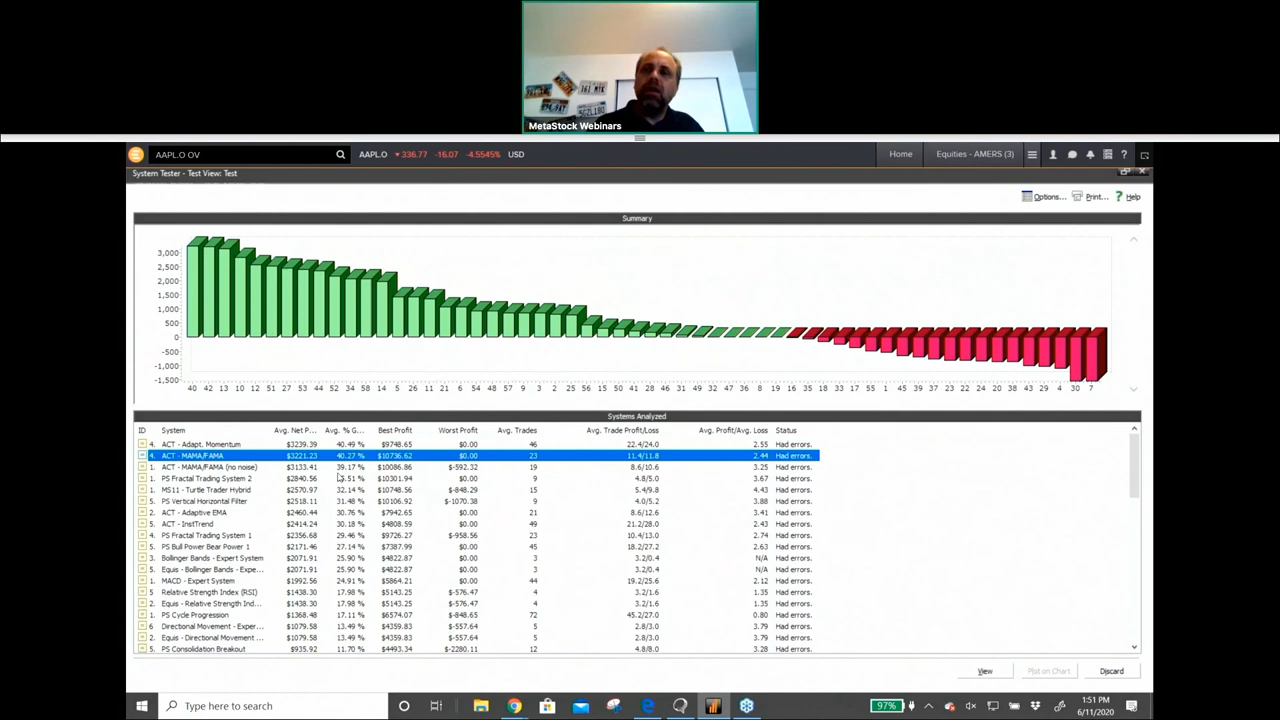 MetaStock Webinars
AAPL.O OV AAPL.O ▼336.77 -16.07 -4.5545% USD Home Equities - AMERS (3) ?
System Tester - Test View: Test
Options... Print... ? Help
Summary
3,000
2,500
2,000
1,500
1,000
500
0
-500
-1,000
-1,500
40 42 13 10 12 51 27 53 44 52 34 58 14 5 26 11 21 6 54 48 57 9 3 2 25 56 15 50 41 28 46 31 49 32 47 36 8 19 16 18 33 17 55 1 45 39 37 23 22 24 20 38 43 29 4 30 7
Systems Analyzed
ID System Avg. Net P... Avg. % G... Best Profit Worst Profit Avg. Trades Avg. Trade Profit/Loss Avg. Profit/Avg. Loss Status
4. ACT - Adapt. Momentum $3239.39 40.49 % $9748.65 $0.00 46 22.4/24.0 2.55 Had errors.
4. ACT - MAMA/FAMA $3221.23 40.27 % $10736.62 $0.00 23 11.4/11.8 2.44 Had errors.
1. ACT - MAMA/FAMA (no noise) $3133.41 39.17 % $10086.86 $-592.32 19 8.6/10.6 3.25 Had errors.
1. PS Fractal Trading System 2 $2840.56 .51 % $10301.94 $0.00 9 4.8/5.0 3.67 Had errors.
1. MS11 - Turtle Trader Hybrid $2570.88 32.14 % $10748.56 $-848.29 15 5.4/9.8 4.43 Had errors.
5. PS Vertical Horizontal Filter $2518.11 31.48 % $10106.92 $-1070.38 9 4.0/5.2 3.88 Had errors.
2. ACT - Adaptive EMA $2460.44 30.76 % $7942.65 $0.00 21 8.6/12.6 3.41 Had errors.
5. ACT - InstTrend $2414.24 30.18 % $4808.59 $0.00 49 21.2/28.0 2.43 Had errors.
4. PS Fractal Trading System 1 $2356.68 29.46 % $9726.27 $-958.56 23 10.4/13.0 2.74 Had errors.
5. PS Bull Power Bear Power 1 $2171.46 27.14 % $7387.99 $0.00 45 18.2/27.2 2.63 Had errors.
3. Bollinger Bands - Expert System $2071.91 25.90 % $4822.87 $0.00 3 3.2/0.4 N/A Had errors.
5. Equis - Bollinger Bands - Expe... $2071.91 25.90 % $4822.87 $0.00 3 3.2/0.4 N/A Had errors.
1. MACD - Expert System $1992.56 24.91 % $5864.21 $0.00 44 19.2/25.6 2.12 Had errors.
5 Relative Strength Index (RSI) $1438.30 17.98 % $5143.25 $-576.47 4 3.2/1.6 1.35 Had errors.
2. Equis - Relative Strength Ind... $1438.30 17.98 % $5143.25 $-576.47 4 3.2/1.6 1.35 Had errors.
1. PS Cycle Progression $1368.48 17.11 % $6574.07 $-848.65 72 45.2/27.0 0.80 Had errors.
6 Directional Movement - Exper... $1079.58 13.49 % $4359.83 $-557.64 5 2.8/3.0 3.79 Had errors.
2. Equis - Directional Movement ... $1079.58 13.49 % $4359.83 $-557.64 5 2.8/3.0 3.79 Had errors.
5. PS Consolidation Breakout $935.92 11.70 % $4493.34 $-2280.11 12 4.8/8.0 3.28 Had errors.
View Plot on Chart Discard
Type here to search 97% 1:51 PM
6/11/2020